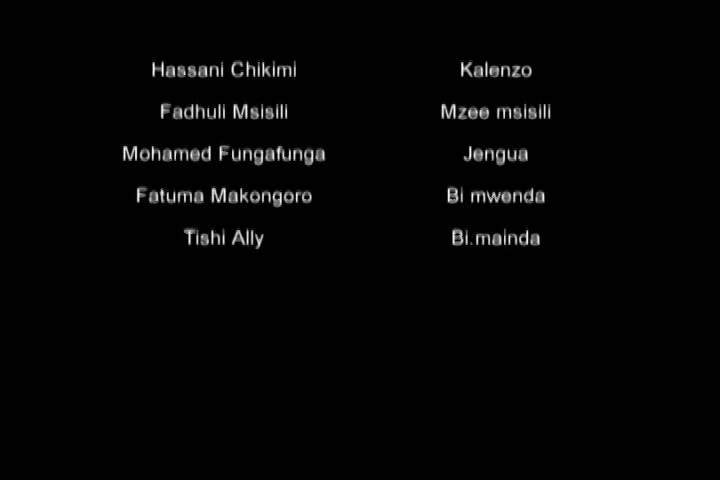 Hassani Chikimi Kalenzo
Fadhuli Msisili Mzee msisili
Mohamed Fungafunga Jengua
Fatuma Makongoro Bi mwenda
Tishi Ally Bi.mainda